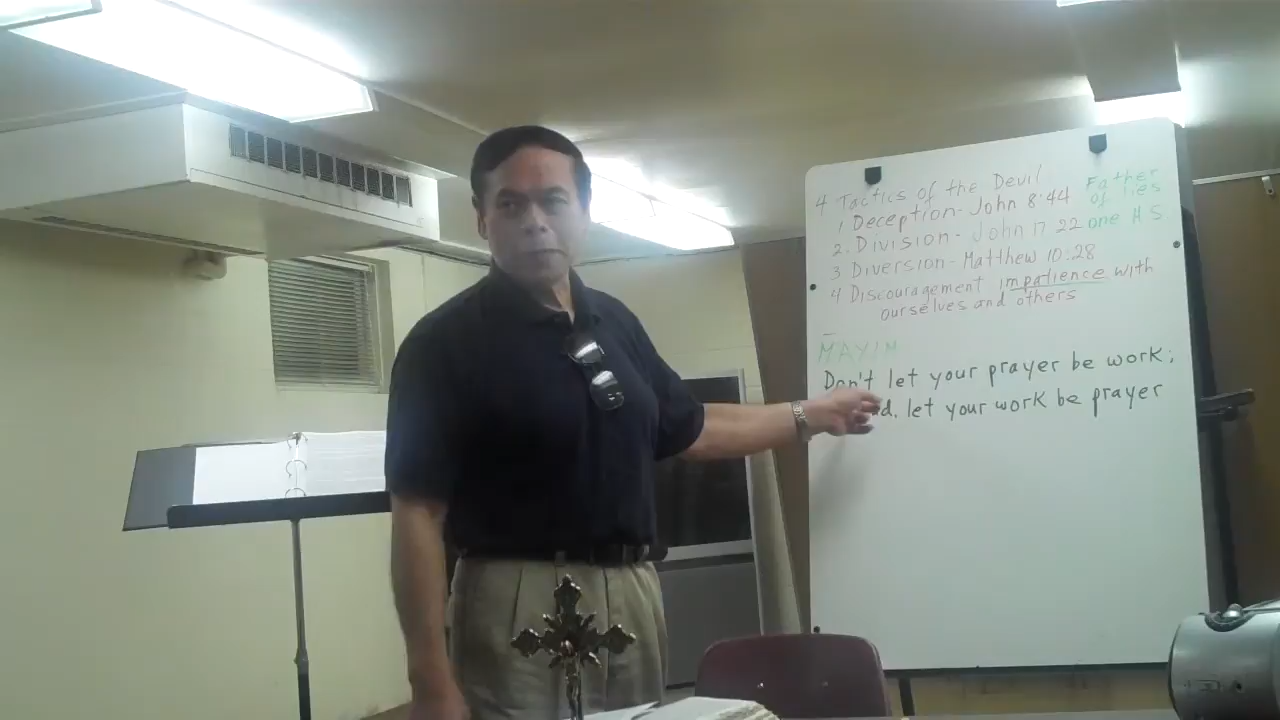 4 Tactics of the Devil
1 Deception - John 8:44 Father of lies
2. Division - John 17 22 one H S
3 Diversion - Matthew 10:28
4 Discouragement impatience with
ourselves and others
MAYIM
Don't let your prayer be work;
d, let your work be prayer